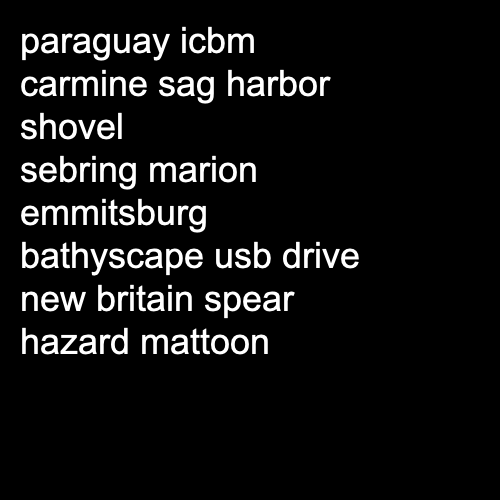 paraguay icbm
carmine sag harbor
shovel
sebring marion
emmitsburg
bathyscape usb drive
new britain spear
hazard mattoon